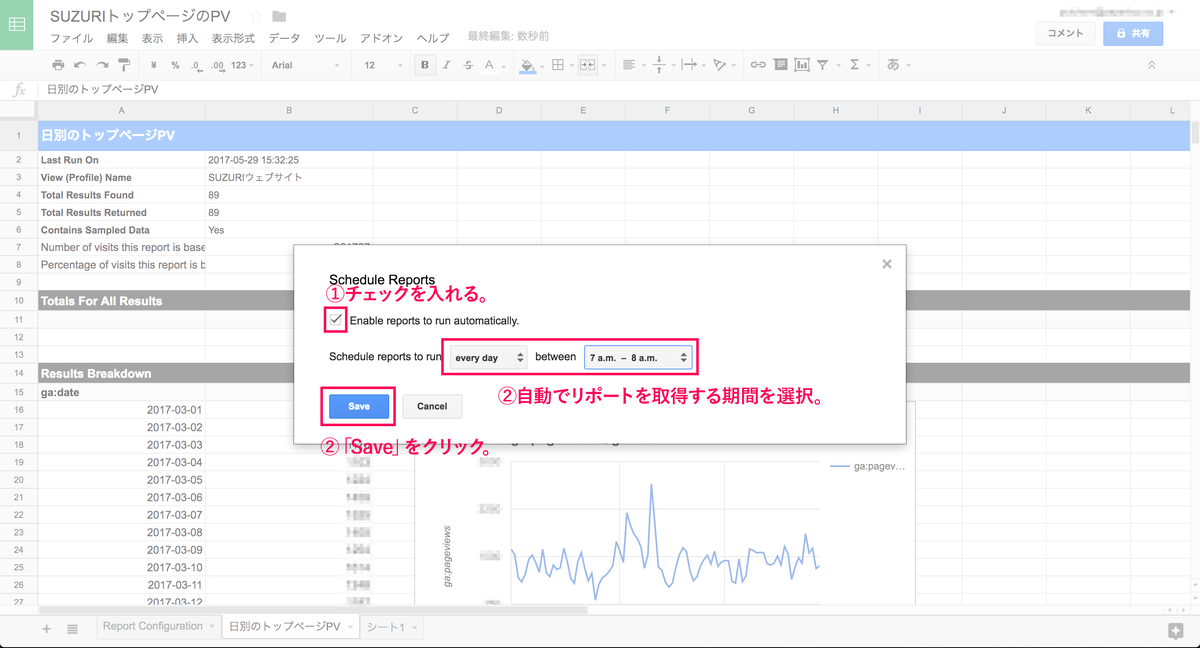 SUZURIトップページのPV
ファイル 編集 表示 挿入 表示形式 データ ツール アドオン ヘルプ 最終編集: 数秒前
コメント 共有
¥ % .0 .00 123 Arial 12 B I S A Σ あ
fx 日別のトップページPV
A B C D E F G H I J K L
1 日別のトップページPV
2 Last Run On 2017-05-29 15:32:25
3 View (Profile) Name SUZURIウェブサイト
4 Total Results Found 89
5 Total Results Returned 89
6 Contains Sampled Data Yes
7 Number of visits this report is base
8 Percentage of visits this report is b
9
10 Totals For All Results
11
12
13
14 Results Breakdown
15 ga:date
16 2017-03-01
17 2017-03-02
18 2017-03-03
19 2017-03-04
20 2017-03-05
21 2017-03-06
22 2017-03-07
23 2017-03-08
24 2017-03-09
25 2017-03-10
26 2017-03-11
27 2017-03-12
Schedule Reports
①チェックを入れる。
Enable reports to run automatically.
Schedule reports to run every day between 7 a.m. – 8 a.m.
②自動でリポートを取得する期間を選択。
Save Cancel
②「Save」をクリック。
ga:pagev...
ga:pageviews
Report Configuration 日別のトップページPV シート1